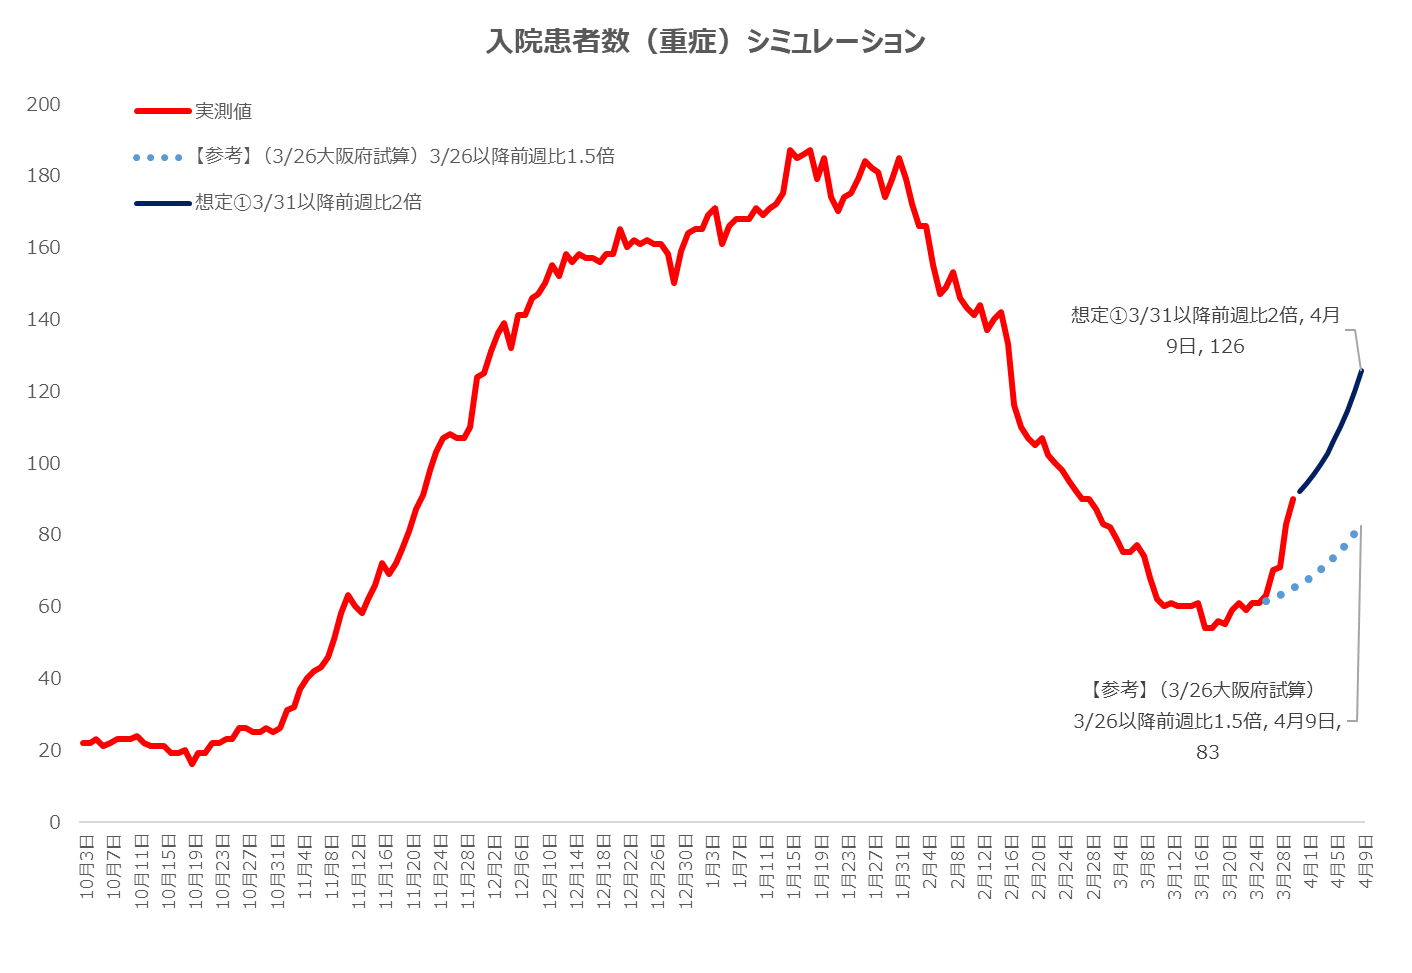 入院患者数（重症）シミュレーション
実測値
【参考】（3/26大阪府試算）3/26以降前週比1.5倍
想定①3/31以降前週比2倍
200
180
160
140
120
100
80
60
40
20
0
想定①3/31以降前週比2倍, 4月
9日, 126
【参考】（3/26大阪府試算）
3/26以降前週比1.5倍, 4月9日,
83
10月3日
10月7日
10月11日
10月15日
10月19日
10月23日
10月27日
10月31日
11月4日
11月8日
11月12日
11月16日
11月20日
11月24日
11月28日
12月2日
12月6日
12月10日
12月14日
12月18日
12月22日
12月26日
12月30日
1月3日
1月7日
1月11日
1月15日
1月19日
1月23日
1月27日
1月31日
2月4日
2月8日
2月12日
2月16日
2月20日
2月24日
2月28日
3月4日
3月8日
3月12日
3月16日
3月20日
3月24日
3月28日
4月1日
4月5日
4月9日